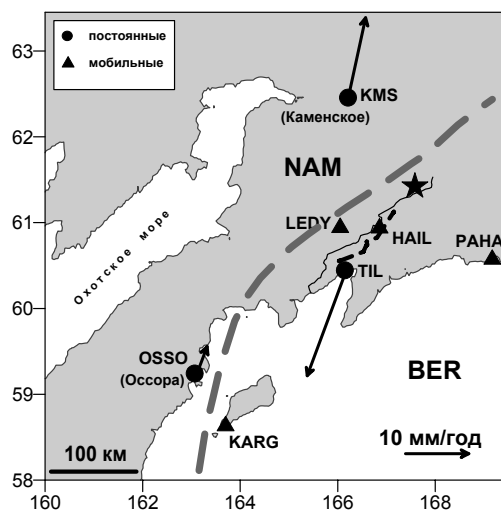 63
62
61
60
59
58
160
162
164
166
168
постоянные
мобильные
KMS
(Каменское)
NAM
LEDY
HAIL
PAHA
TIL
Охотское море
OSSO
(Оссора)
BER
KARG
100 км
10 мм/год